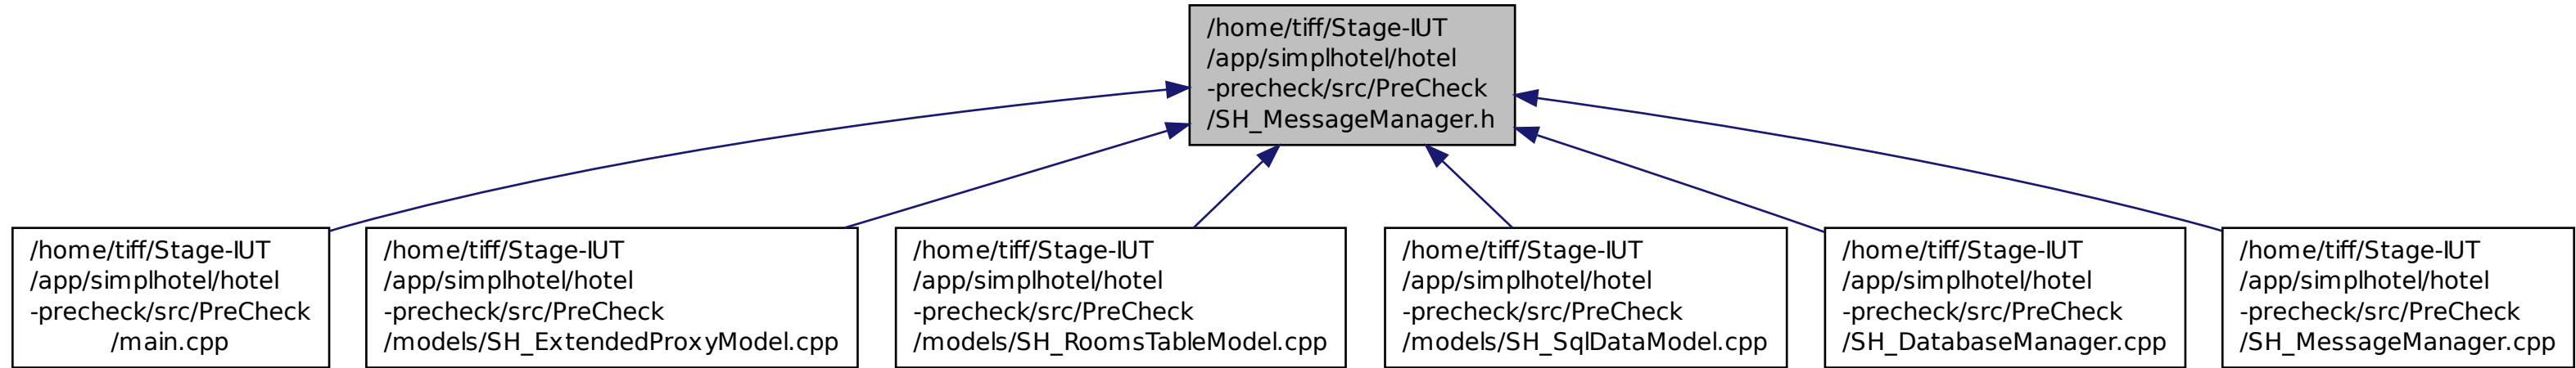 /home/tiff/Stage-IUT
/app/simplhotel/hotel
-precheck/src/PreCheck
/SH_MessageManager.h
/home/tiff/Stage-IUT
/app/simplhotel/hotel
-precheck/src/PreCheck
/main.cpp
/home/tiff/Stage-IUT
/app/simplhotel/hotel
-precheck/src/PreCheck
/models/SH_ExtendedProxyModel.cpp
/home/tiff/Stage-IUT
/app/simplhotel/hotel
-precheck/src/PreCheck
/models/SH_RoomsTableModel.cpp
/home/tiff/Stage-IUT
/app/simplhotel/hotel
-precheck/src/PreCheck
/models/SH_SqlDataModel.cpp
/home/tiff/Stage-IUT
/app/simplhotel/hotel
-precheck/src/PreCheck
/SH_DatabaseManager.cpp
/home/tiff/Stage-IUT
/app/simplhotel/hotel
-precheck/src/PreCheck
/SH_MessageManager.cpp